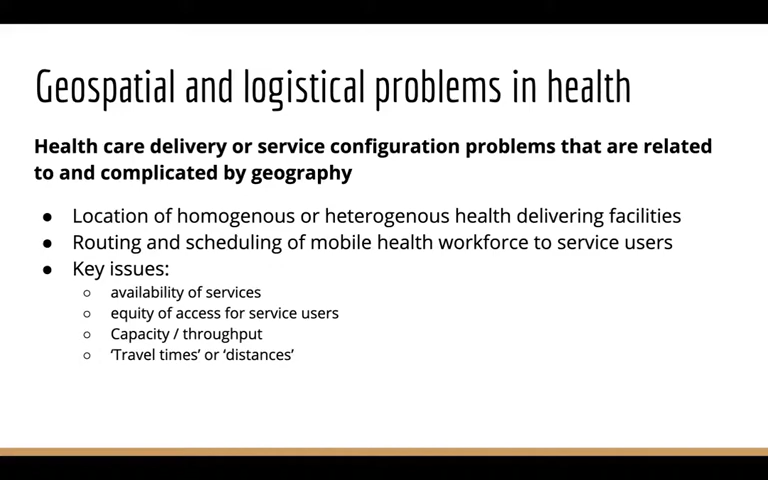 Geospatial and logistical problems in health
Health care delivery or service configuration problems that are related
to and complicated by geography
● Location of homogenous or heterogenous health delivering facilities
● Routing and scheduling of mobile health workforce to service users
● Key issues:
○ availability of services
○ equity of access for service users
○ Capacity / throughput
○ ‘Travel times’ or ‘distances’